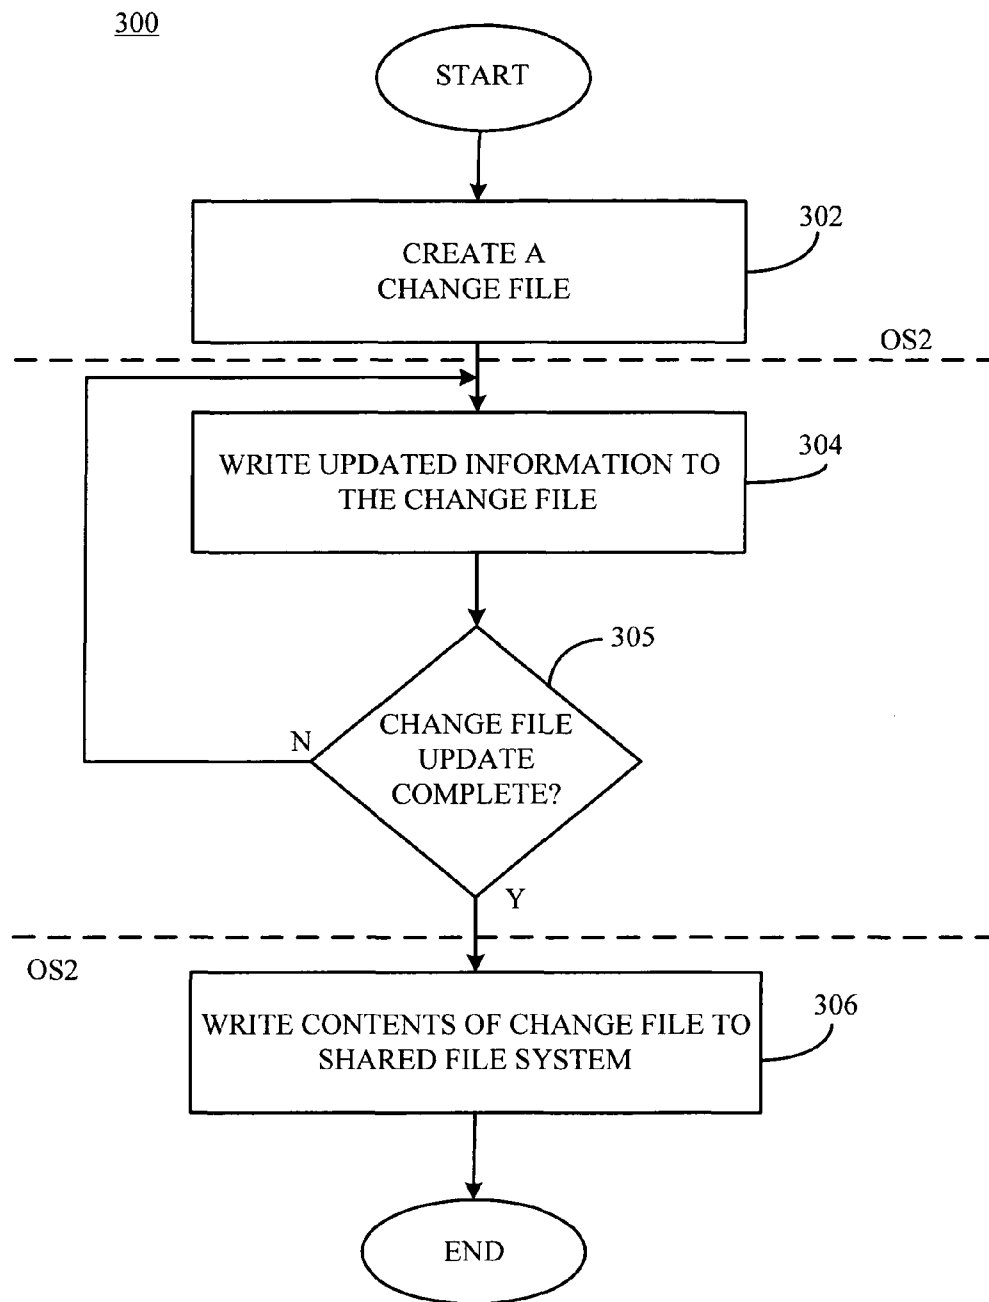 300
START
302
CREATE A
CHANGE FILE
OS2
304
WRITE UPDATED INFORMATION TO
THE CHANGE FILE
305
CHANGE FILE
UPDATE
COMPLETE?
N
Y
OS2
306
WRITE CONTENTS OF CHANGE FILE TO
SHARED FILE SYSTEM
END